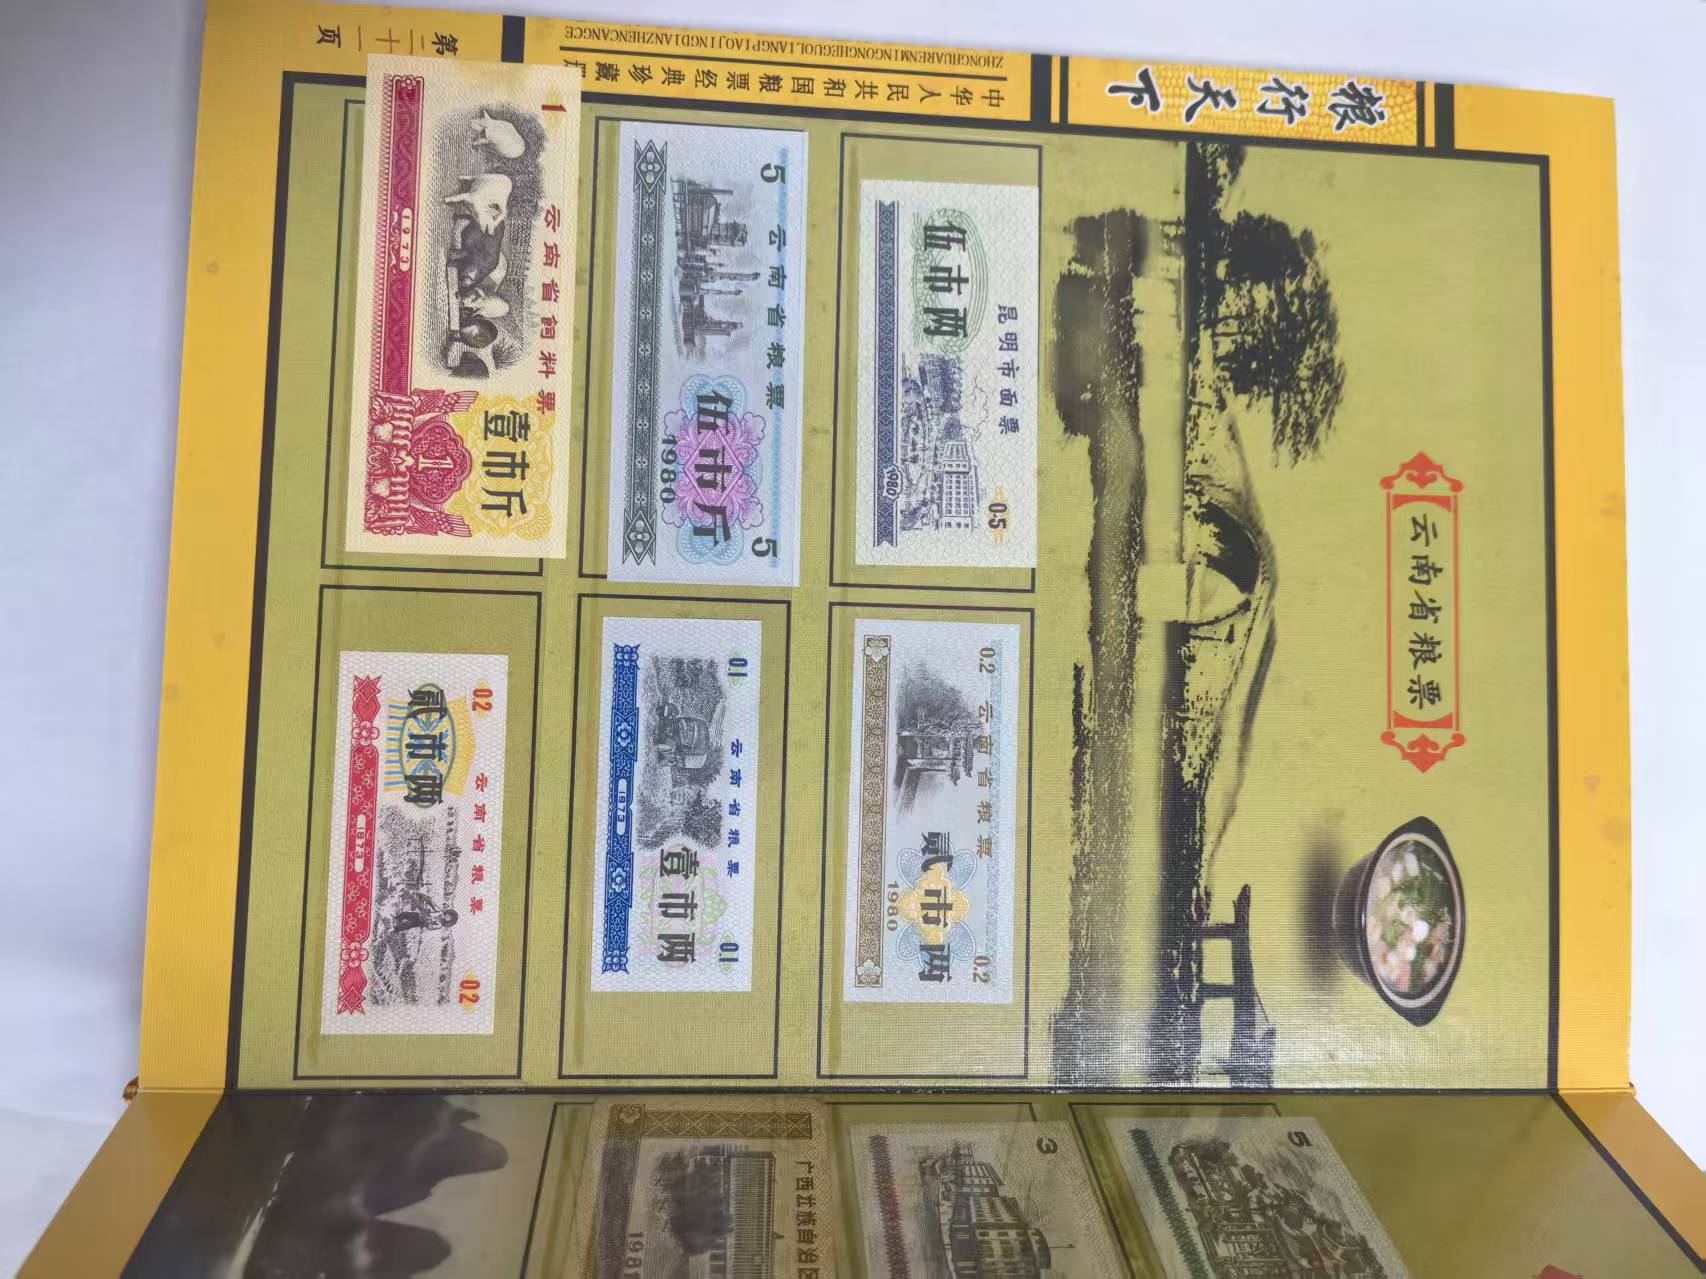 粮行天下
中华人民共和国粮票经典珍藏册
ZHONGHUARENMINGONGHEGUOLIANGPIAOJINGDIANZHENCANGCE
第二十一页
云南省粮票
昆明市面票
伍市两
0.5
1980
0.2 云南省粮票
贰市两
0.2
1980
5 云南省粮票
伍市斤
5
1980
0.1 云南省粮票
壹市两
0.1
1973
1
云南省饲料票
壹市斤
1
1973
0.2
云南省粮票
贰市两
0.2
1973
5
3
广西壮族自治区